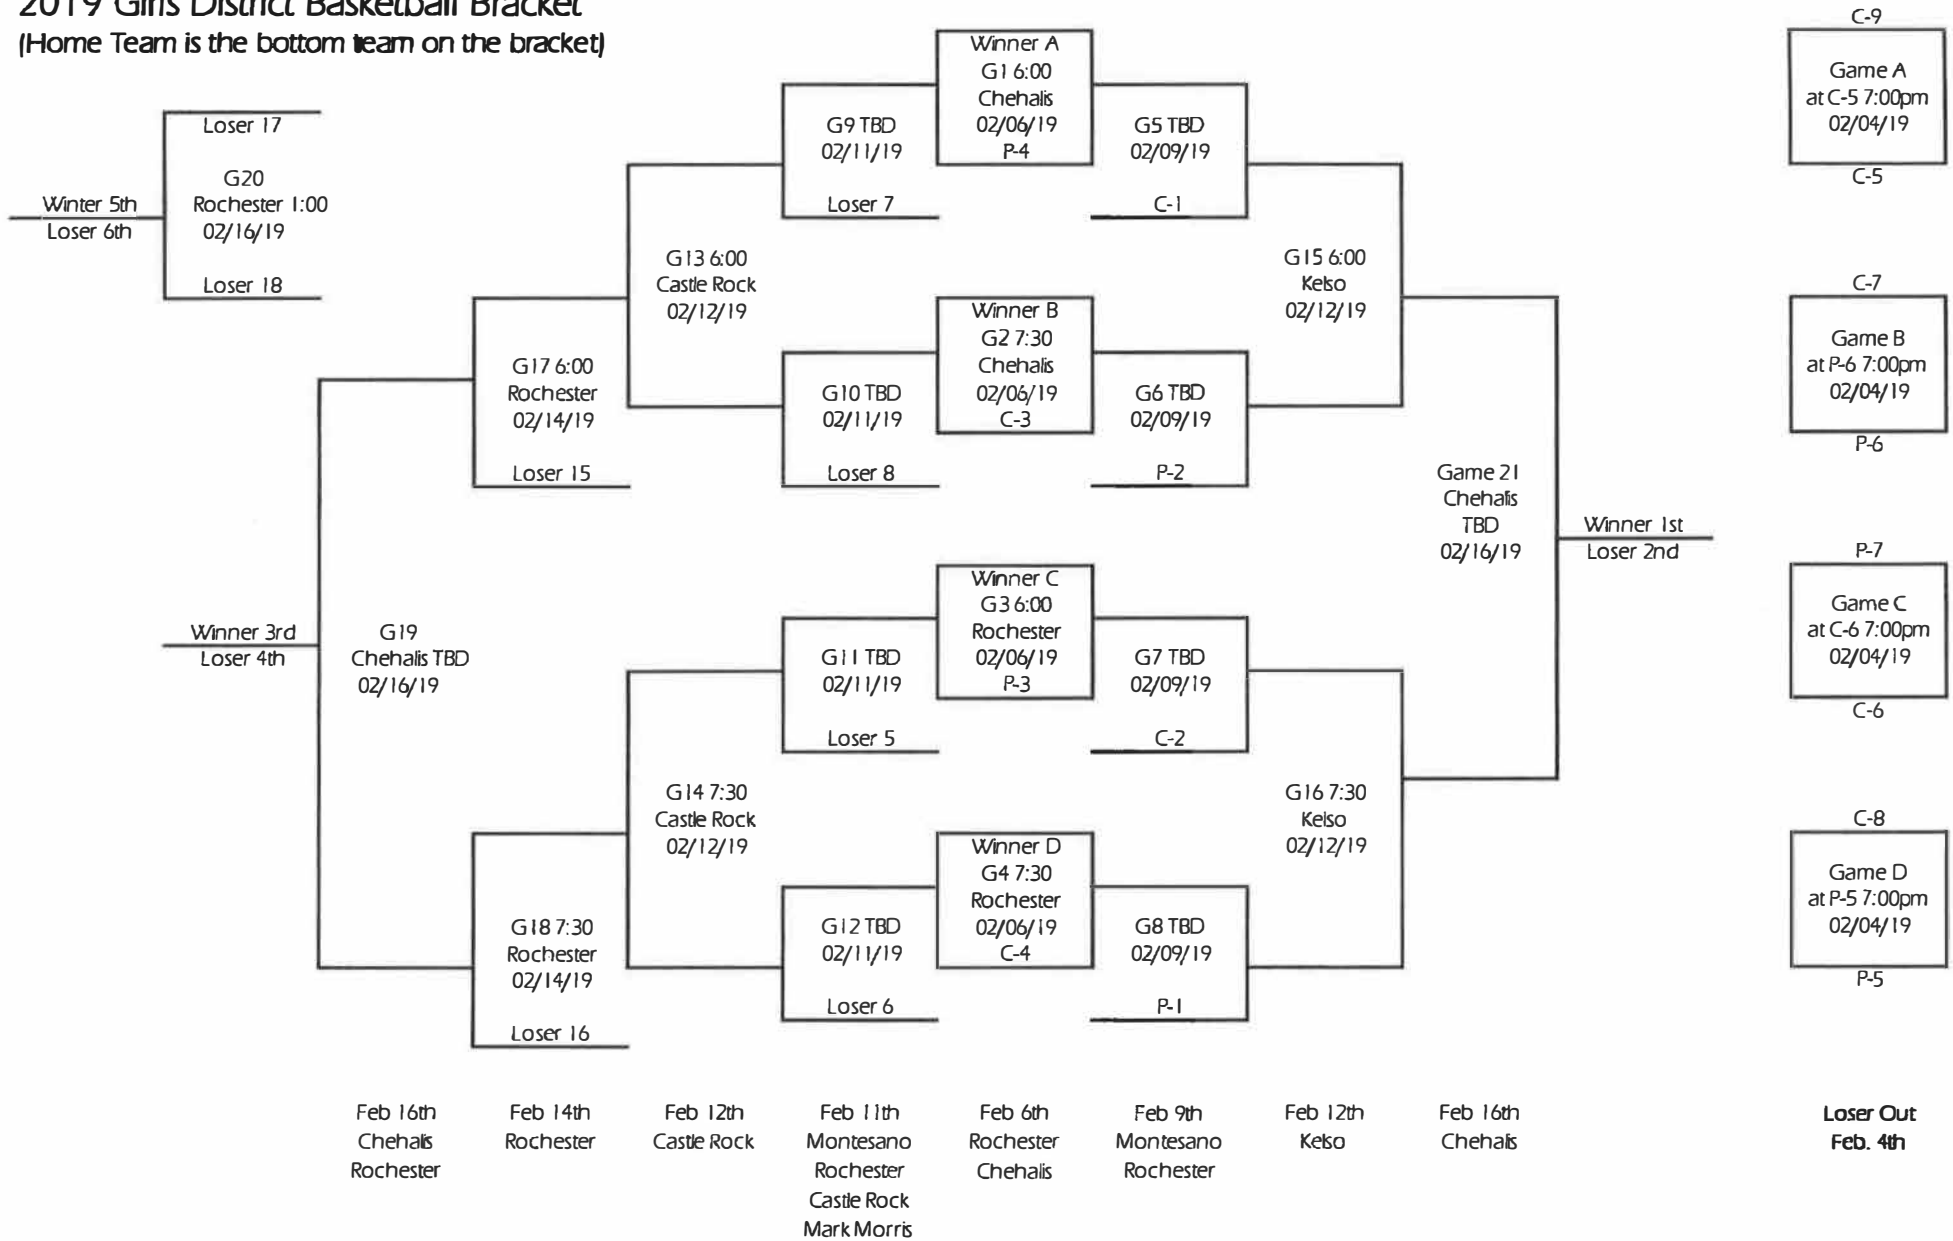 2019 Girls District Basketball Bracket
(Home Team is the bottom team on the bracket)
Loser 17
G20
Rochester 1:00
02/16/19
Loser 18
Winter 5th
Loser 6th
Winner 3rd
Loser 4th
G19
Chehalis TBD
02/16/19
G17 6:00
Rochester
02/14/19
Loser 15
G18 7:30
Rochester
02/14/19
Loser 16
G13 6:00
Castle Rock
02/12/19
G14 7:30
Castle Rock
02/12/19
G9 TBD
02/11/19
Loser 7
G10 TBD
02/11/19
Loser 8
G11 TBD
02/11/19
Loser 5
G12 TBD
02/11/19
Loser 6
Winner A
G1 6:00
Chehalis
02/06/19
P-4
Winner B
G2 7:30
Chehalis
02/06/19
C-3
Winner C
G3 6:00
Rochester
02/06/19
P-3
Winner D
G4 7:30
Rochester
02/06/19
C-4
G5 TBD
02/09/19
C-1
G6 TBD
02/09/19
P-2
G7 TBD
02/09/19
C-2
G8 TBD
02/09/19
P-1
G15 6:00
Kelso
02/12/19
G16 7:30
Kelso
02/12/19
Game 21
Chehalis
TBD
02/16/19
Winner 1st
Loser 2nd
C-9
Game A
at C-5 7:00pm
02/04/19
C-5
C-7
Game B
at P-6 7:00pm
02/04/19
P-6
P-7
Game C
at C-6 7:00pm
02/04/19
C-6
C-8
Game D
at P-5 7:00pm
02/04/19
P-5
Feb 16th
Chehalis
Rochester
Feb 14th
Rochester
Feb 12th
Castle Rock
Feb 11th
Montesano
Rochester
Castle Rock
Mark Morris
Feb 6th
Rochester
Chehalis
Feb 9th
Montesano
Rochester
Feb 12th
Kelso
Feb 16th
Chehalis
Loser Out
Feb. 4th